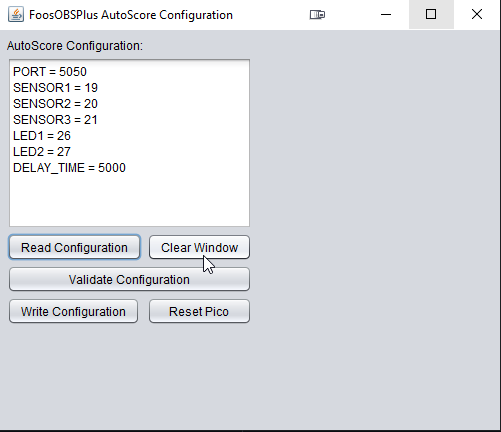 FoosOBSPlus AutoScore Configuration
AutoScore Configuration:
PORT = 5050
SENSOR1 = 19
SENSOR2 = 20
SENSOR3 = 21
LED1 = 26
LED2 = 27
DELAY_TIME = 5000
Read Configuration Clear Window
Validate Configuration
Write Configuration Reset Pico